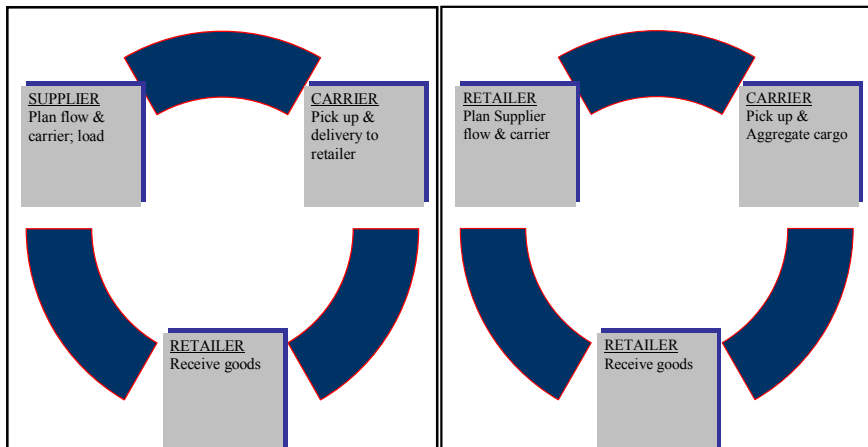 SUPPLIER
Plan flow &
carrier; load
CARRIER
Pick up &
delivery to
retailer
RETAILER
Receive goods
RETAILER
Plan Supplier
flow & carrier
CARRIER
Pick up &
Aggregate cargo
RETAILER
Receive goods